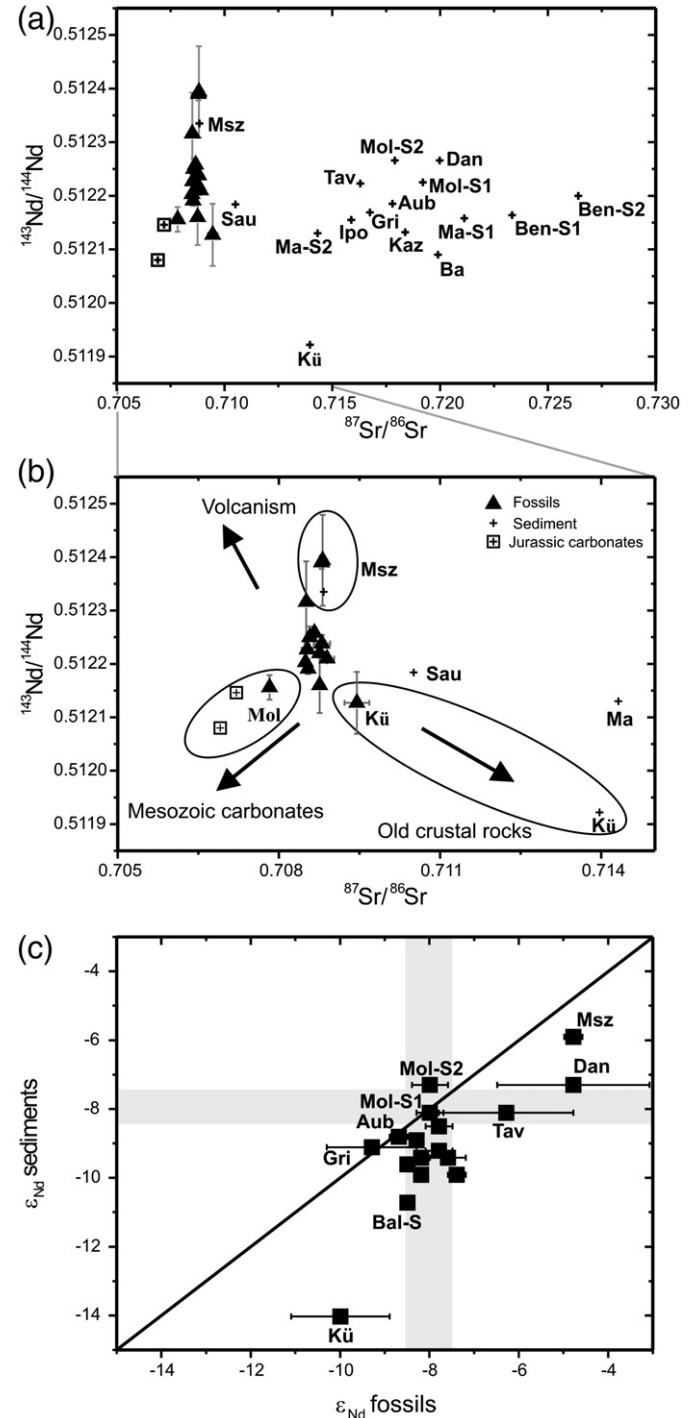 (a)
0.5125
0.5124
0.5123
0.5122
0.5121
0.5120
0.5119
¹⁴³Nd/¹⁴⁴Nd
Msz
Mol-S2
Dan
Tav
Mol-S1
Aub
Ben-S2
Sau
Ipo
Gri
Ma-S1
Ben-S1
Ma-S2
Kaz
Ba
Kü
0.705
0.710
0.715
0.720
0.725
0.730
⁸⁷Sr/⁸⁶Sr
(b)
0.5125
0.5124
0.5123
0.5122
0.5121
0.5120
0.5119
¹⁴³Nd/¹⁴⁴Nd
Volcanism
Fossils
Sediment
Jurassic carbonates
Msz
Sau
Mol
Kü
Ma
Mesozoic carbonates
Old crustal rocks
Kü
0.705
0.708
0.711
0.714
⁸⁷Sr/⁸⁶Sr
(c)
-4
-6
-8
-10
-12
-14
εNd sediments
Msz
Mol-S2
Dan
Mol-S1
Aub
Tav
Gri
Bal-S
Kü
-14
-12
-10
-8
-6
-4
εNd fossils